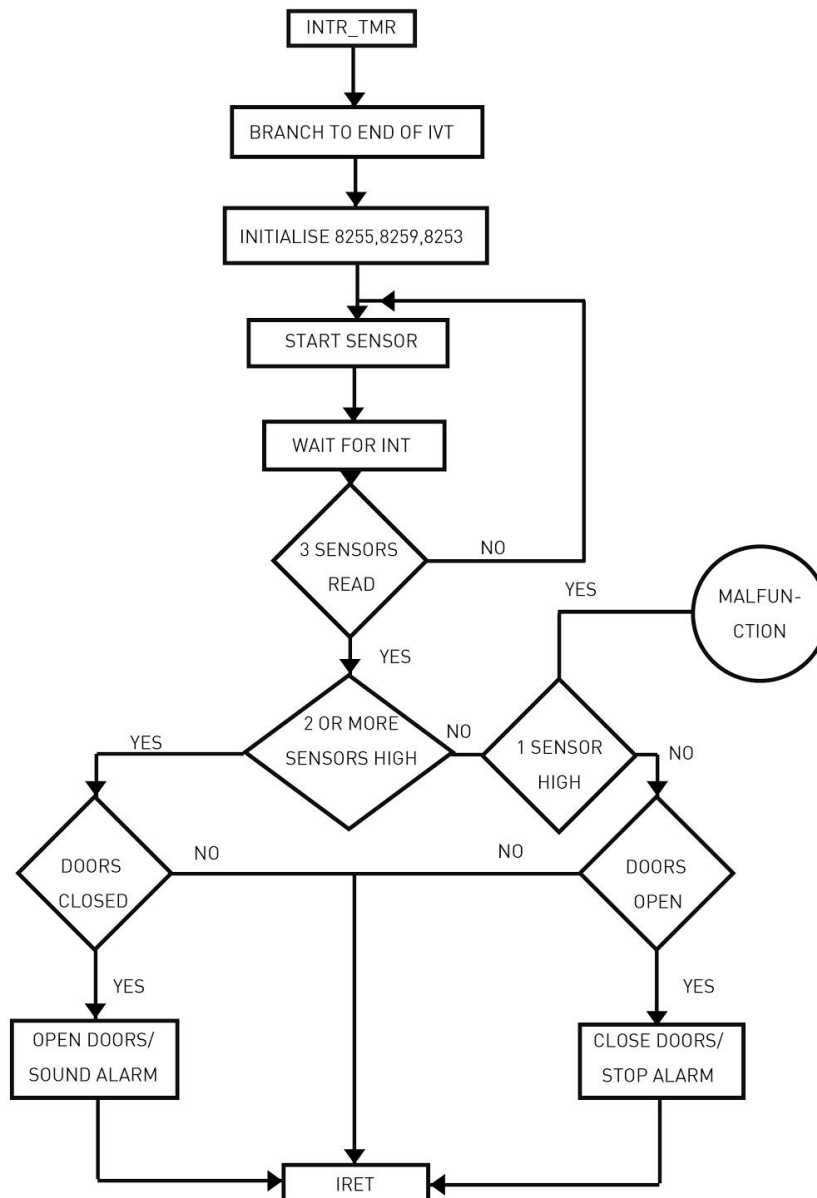 INTR_TMR
BRANCH TO END OF IVT
INITIALISE 8255,8259,8253
START SENSOR
WAIT FOR INT
3 SENSORS
READ
NO
YES
MALFUN-
CTION
YES
2 OR MORE
SENSORS HIGH
YES
NO
1 SENSOR
HIGH
NO
DOORS
CLOSED
NO
NO
DOORS
OPEN
YES
YES
OPEN DOORS/
SOUND ALARM
CLOSE DOORS/
STOP ALARM
IRET